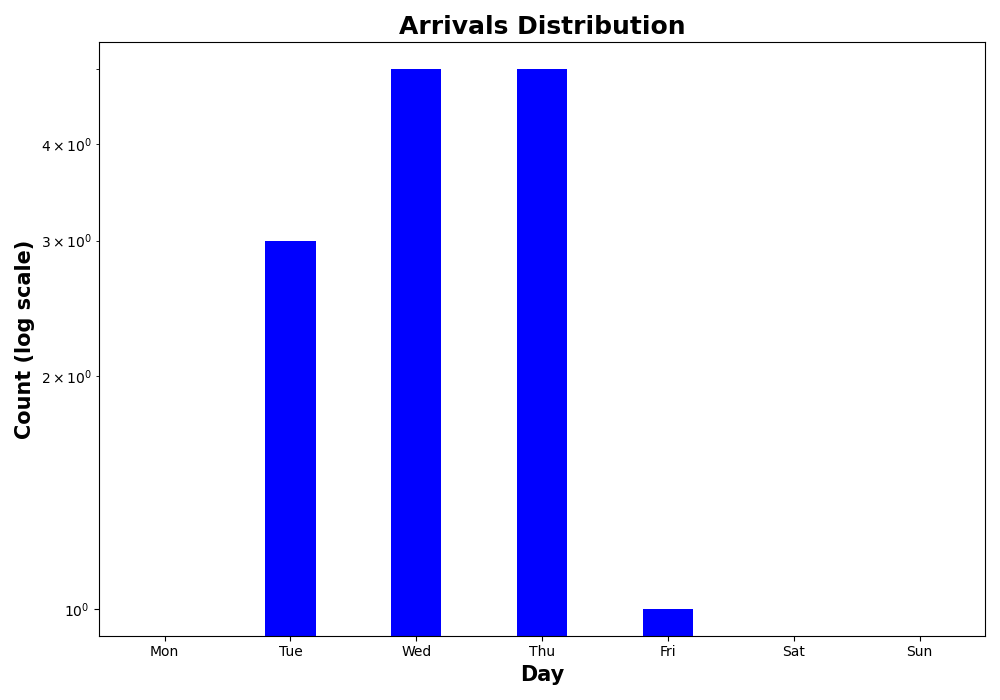 Arrivals Distribution
Count (log scale)
4 × 10⁰
3 × 10⁰
2 × 10⁰
10⁰
Mon Tue Wed Thu Fri Sat Sun
Day